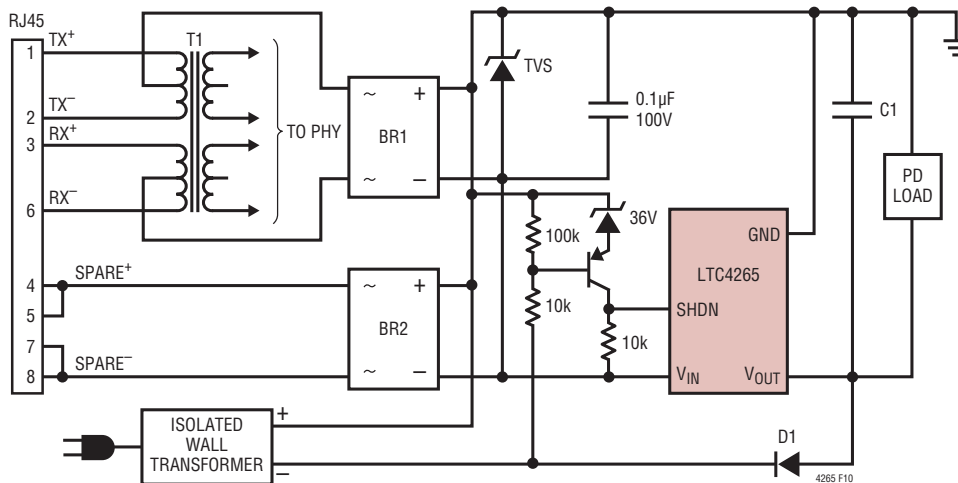 RJ45
1
TX+
2
TX−
3
RX+
6
RX−
4
SPARE+
5
7
8
SPARE−
T1
TO PHY
~ +
BR1
~ −
~ +
BR2
~ −
TVS
0.1µF
100V
C1
PD
LOAD
100k
36V
10k
10k
GND
LTC4265
SHDN
VIN
VOUT
ISOLATED
WALL
TRANSFORMER
+
−
D1
4265 F10